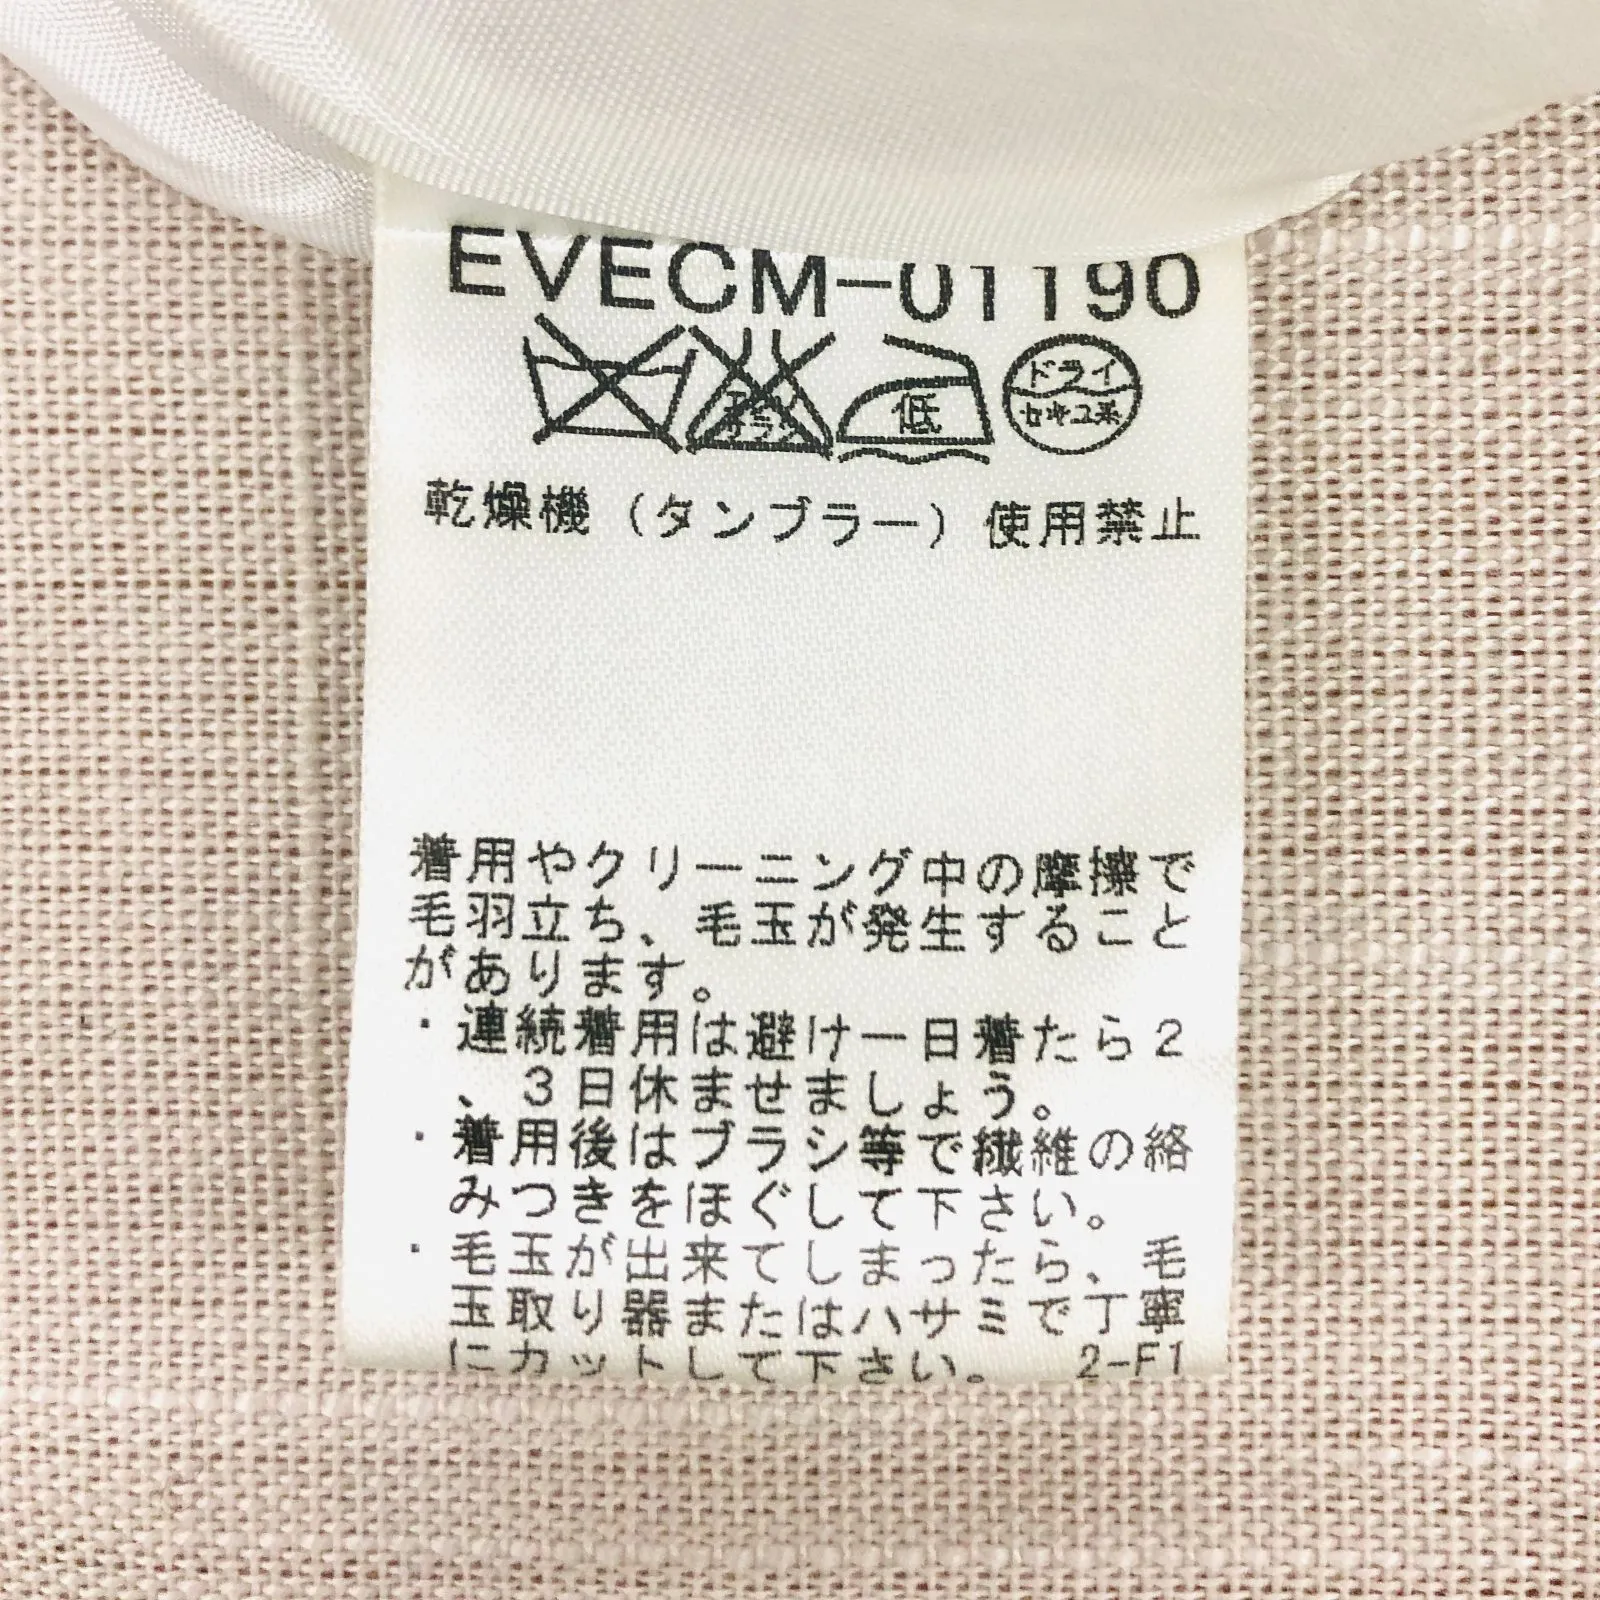 EVECM-01190
エンソ サラシ
低
ドライ
セキユ系
乾燥機（タンブラー）使用禁止
着用やクリーニング中の摩擦で
毛羽立ち、毛玉が発生すること
があります。
・連続着用は避け一日着たら2
、3日休ませましょう。
・着用後はブラシ等で繊維の絡
みつきをほぐして下さい。
・毛玉が出来てしまったら、毛
玉取り器またはハサミで丁寧
にカットして下さい。 2-F1